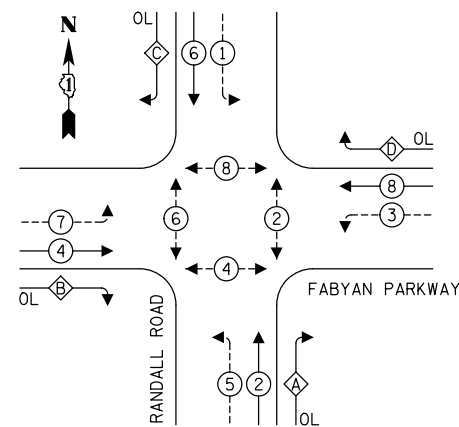 OL
N
C 6 1
1
D OL
8
8
7 3
6 2
4
4
B
OL
FABYAN PARKWAY
RANDALL ROAD
5 2 A
OL